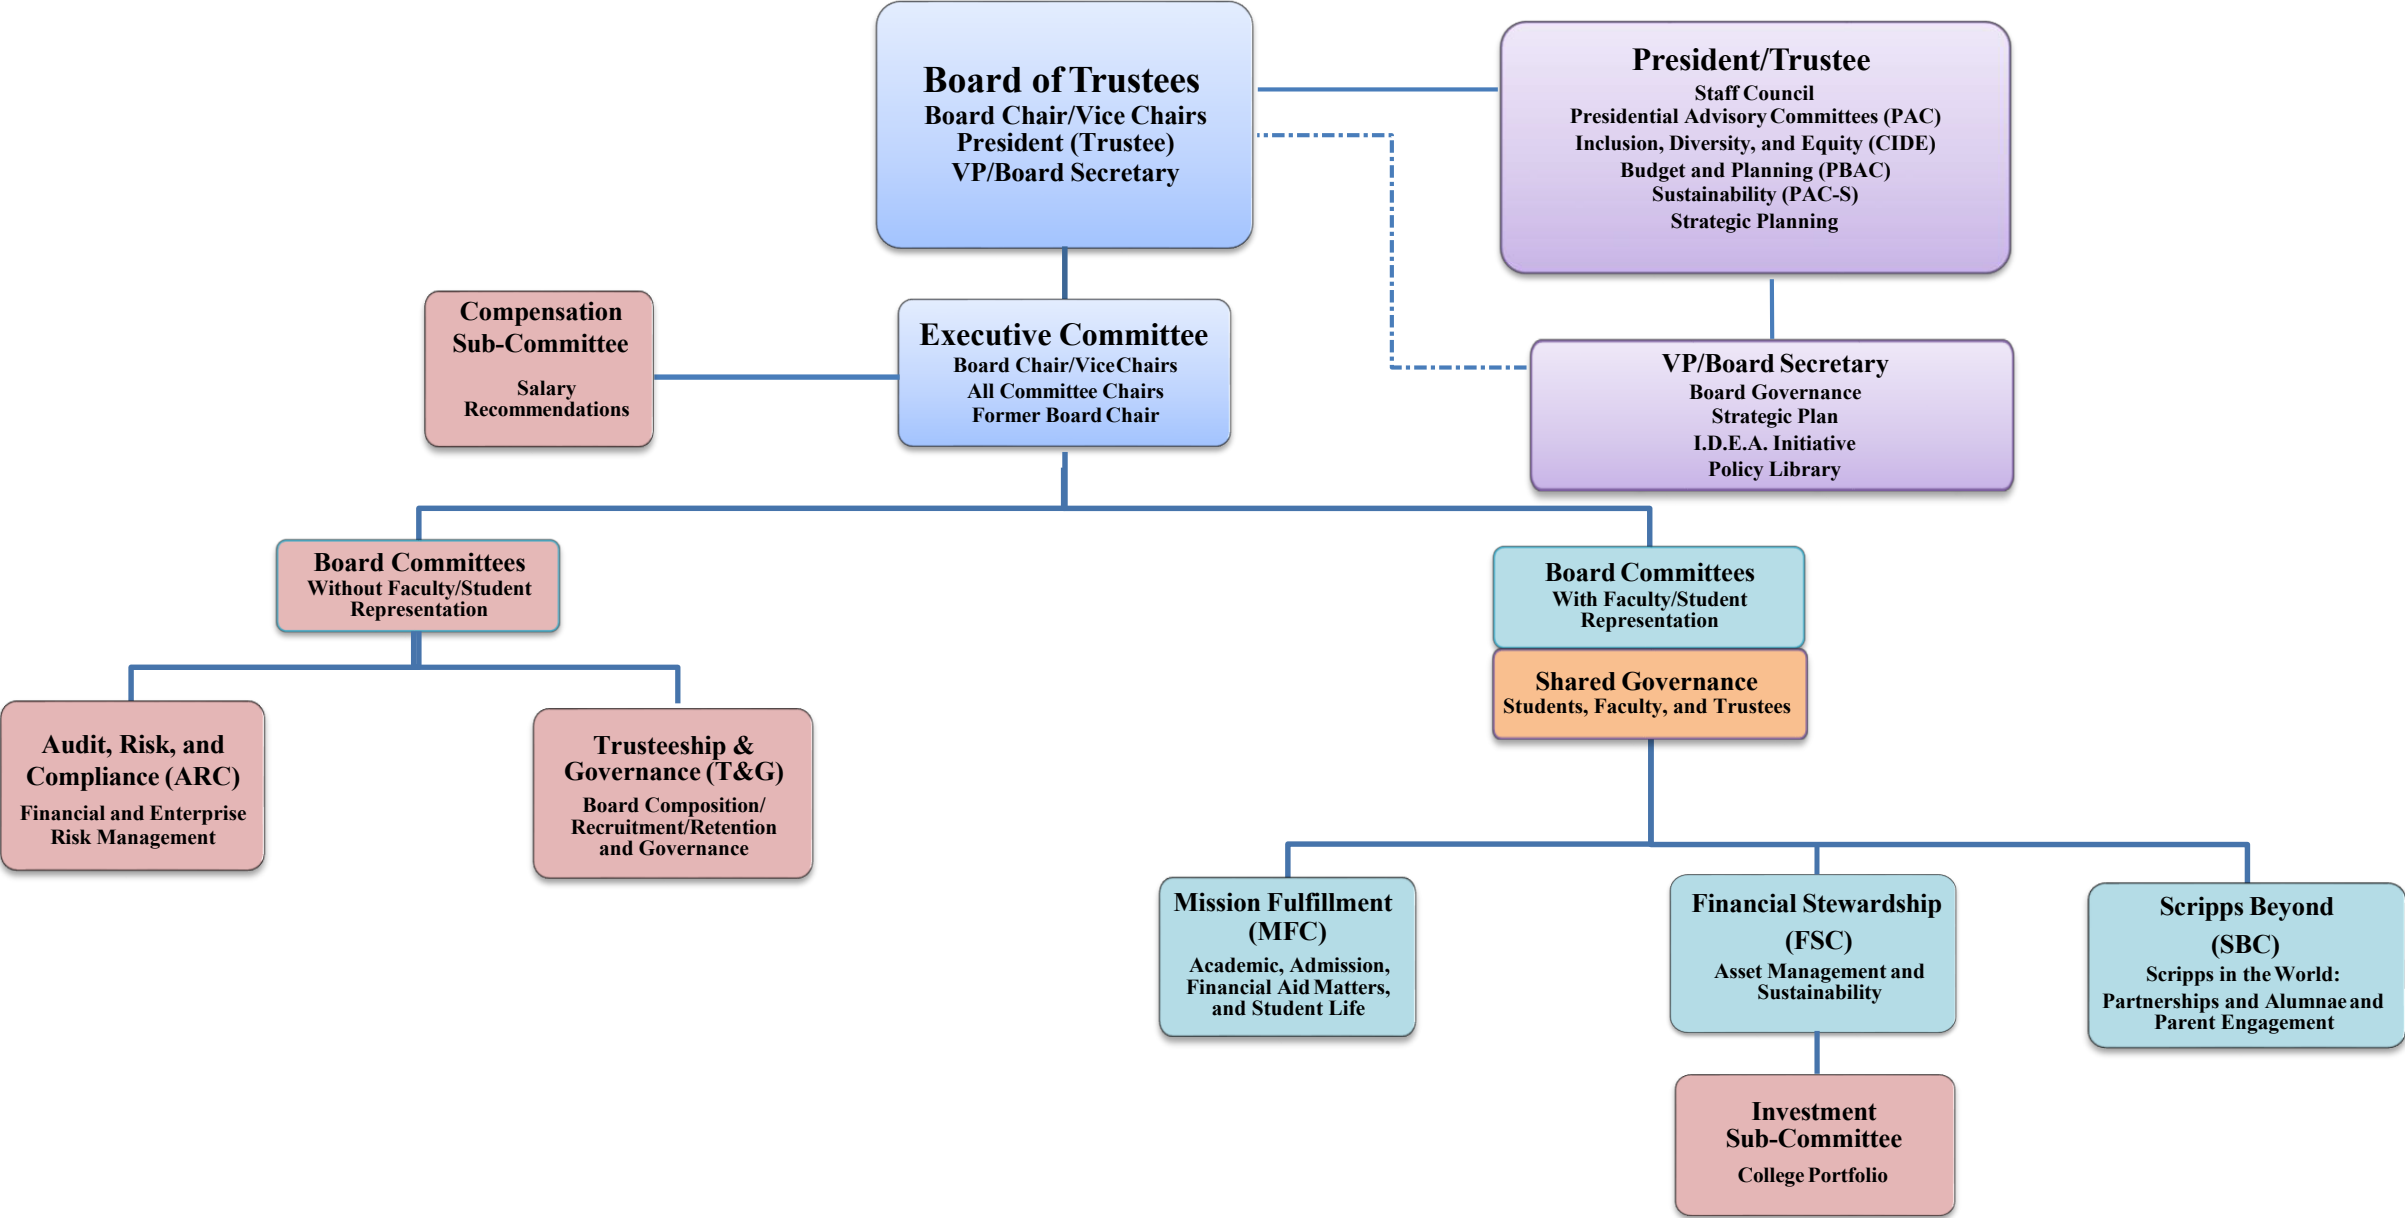 Board of Trustees
Board Chair/Vice Chairs
President (Trustee)
VP/Board Secretary
President/Trustee
Staff Council
Presidential Advisory Committees (PAC)
Inclusion, Diversity, and Equity (CIDE)
Budget and Planning (PBAC)
Sustainability (PAC-S)
Strategic Planning
Compensation
Sub-Committee
Salary
Recommendations
Executive Committee
Board Chair/Vice Chairs
All Committee Chairs
Former Board Chair
VP/Board Secretary
Board Governance
Strategic Plan
I.D.E.A. Initiative
Policy Library
Board Committees
Without Faculty/Student
Representation
Board Committees
With Faculty/Student
Representation
Shared Governance
Students, Faculty, and Trustees
Audit, Risk, and
Compliance (ARC)
Financial and Enterprise
Risk Management
Trusteeship &
Governance (T&G)
Board Composition/
Recruitment/Retention
and Governance
Mission Fulfillment
(MFC)
Academic, Admission,
Financial Aid Matters,
and Student Life
Financial Stewardship
(FSC)
Asset Management and
Sustainability
Scripps Beyond
(SBC)
Scripps in the World:
Partnerships and Alumnae and
Parent Engagement
Investment
Sub-Committee
College Portfolio